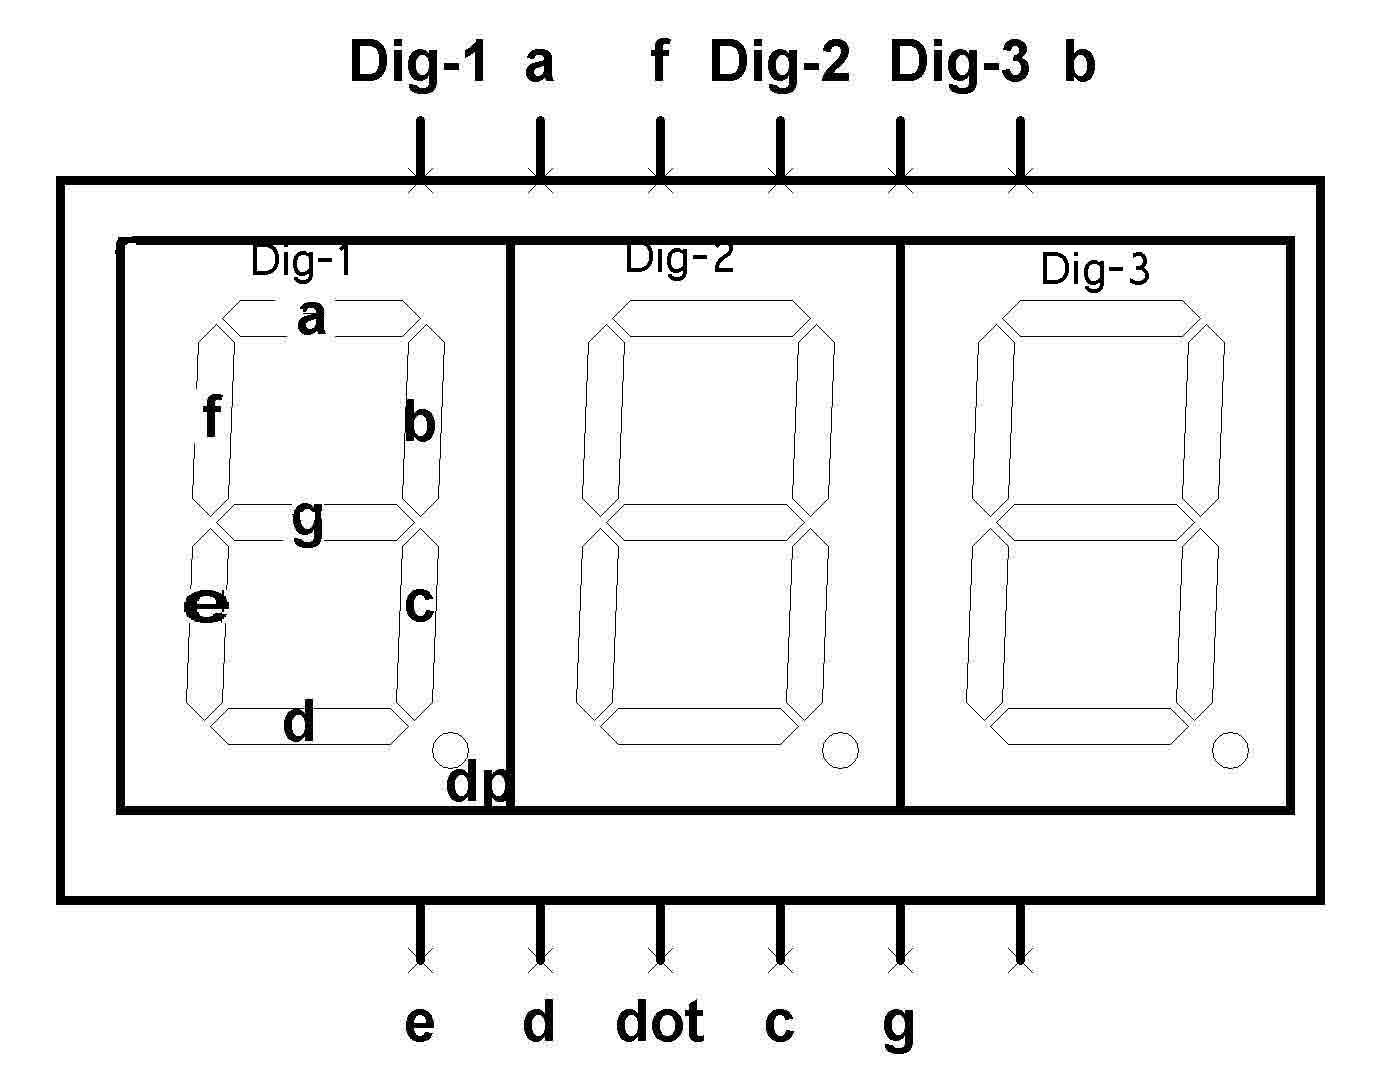 Dig-1 a f Dig-2 Dig-3 b
Dig-1 Dig-2 Dig-3
a
f b
g
e c
d
dp
e d dot c g